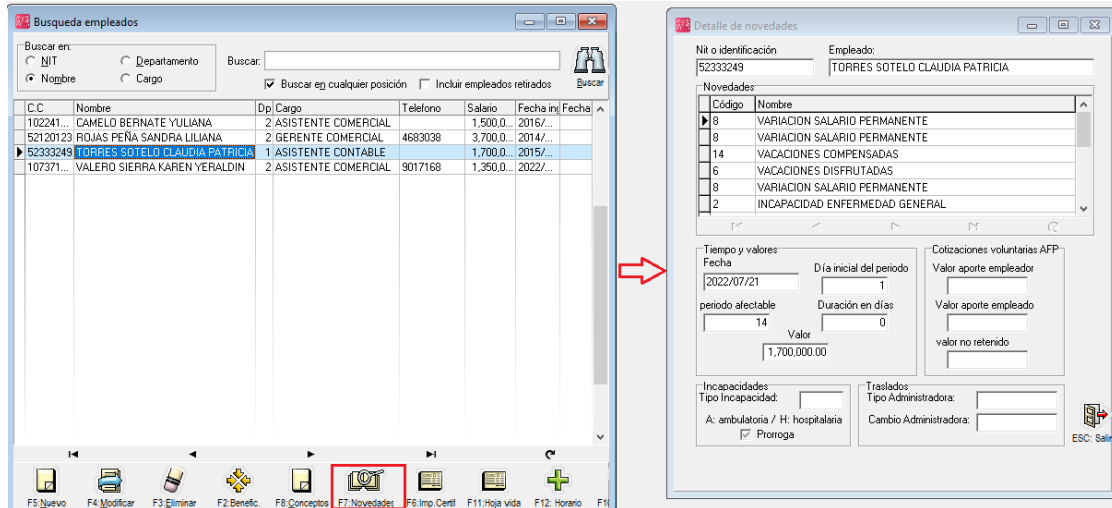 Busqueda empleados
Buscar en:
NIT
Departamento
Nombre
Cargo
Buscar:
Buscar en cualquier posición
Incluir empleados retirados
Buscar
C.C Nombre Dp Cargo Telefono Salario Fecha in Fecha
102241... CAMELO BERNATE YULIANA 2 ASISTENTE COMERCIAL 1,500,0... 2016/...
52120123 ROJAS PEÑA SANDRA LILIANA 2 GERENTE COMERCIAL 4683038 3,700,0... 2014/...
52333249 TORRES SOTELO CLAUDIA PATRICIA 1 ASISTENTE CONTABLE 1,700,0... 2015/...
107371... VALERO SIERRA KAREN YERALDIN 2 ASISTENTE COMERCIAL 9017168 1,350,0... 2022/...
F5:Nuevo F4:Modificar F3:Eliminar F2:Benefic. F8:Conceptos F7:Novedades F6:Imp.Certif F11:Hoja vida F12: Horario F1
Detalle de novedades
Nit o identificación
Empleado:
52333249
TORRES SOTELO CLAUDIA PATRICIA
Novedades
Código Nombre
8 VARIACION SALARIO PERMANENTE
8 VARIACION SALARIO PERMANENTE
14 VACACIONES COMPENSADAS
6 VACACIONES DISFRUTADAS
8 VARIACION SALARIO PERMANENTE
2 INCAPACIDAD ENFERMEDAD GENERAL
Tiempo y valores
Fecha
2022/07/21
Día inicial del periodo
1
periodo afectable
14
Duración en días
0
Valor
1,700,000.00
Cotizaciones voluntarias AFP
Valor aporte empleador
Valor aporte empleado
valor no retenido
Incapacidades
Tipo Incapacidad:
A: ambulatoria / H: hospitalaria
Prorroga
Traslados
Tipo Administradora:
Cambio Administradora:
ESC: Salir